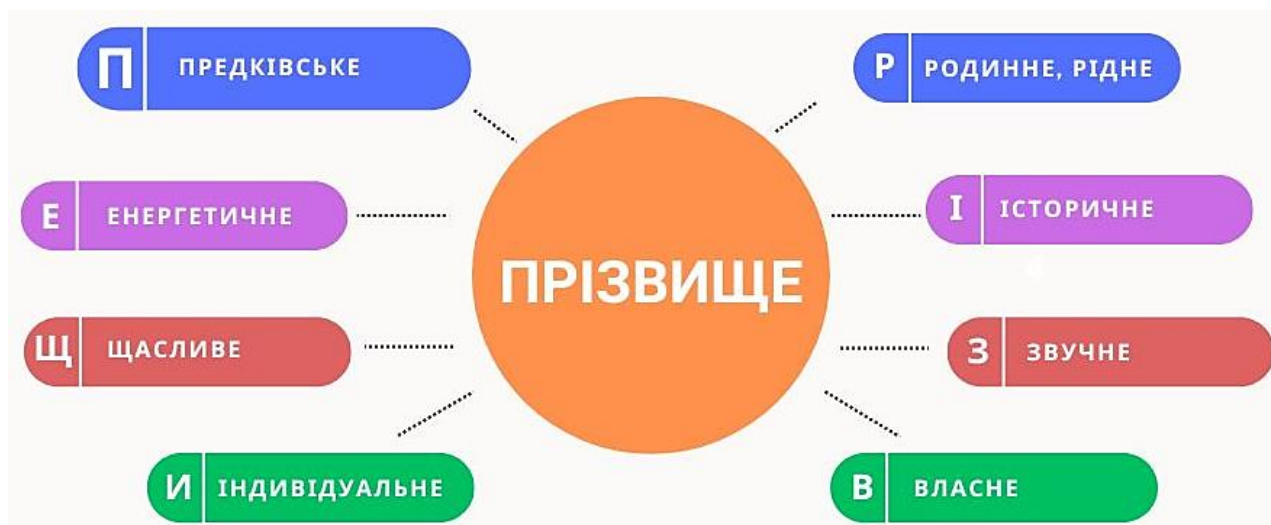 П ПРЕДКІВСЬКЕ
Р РОДИННЕ, РІДНЕ
Е ЕНЕРГЕТИЧНЕ
І ІСТОРИЧНЕ
ПРІЗВИЩЕ
Щ ЩАСЛИВЕ
З ЗВУЧНЕ
И ІНДИВІДУАЛЬНЕ
В ВЛАСНЕ